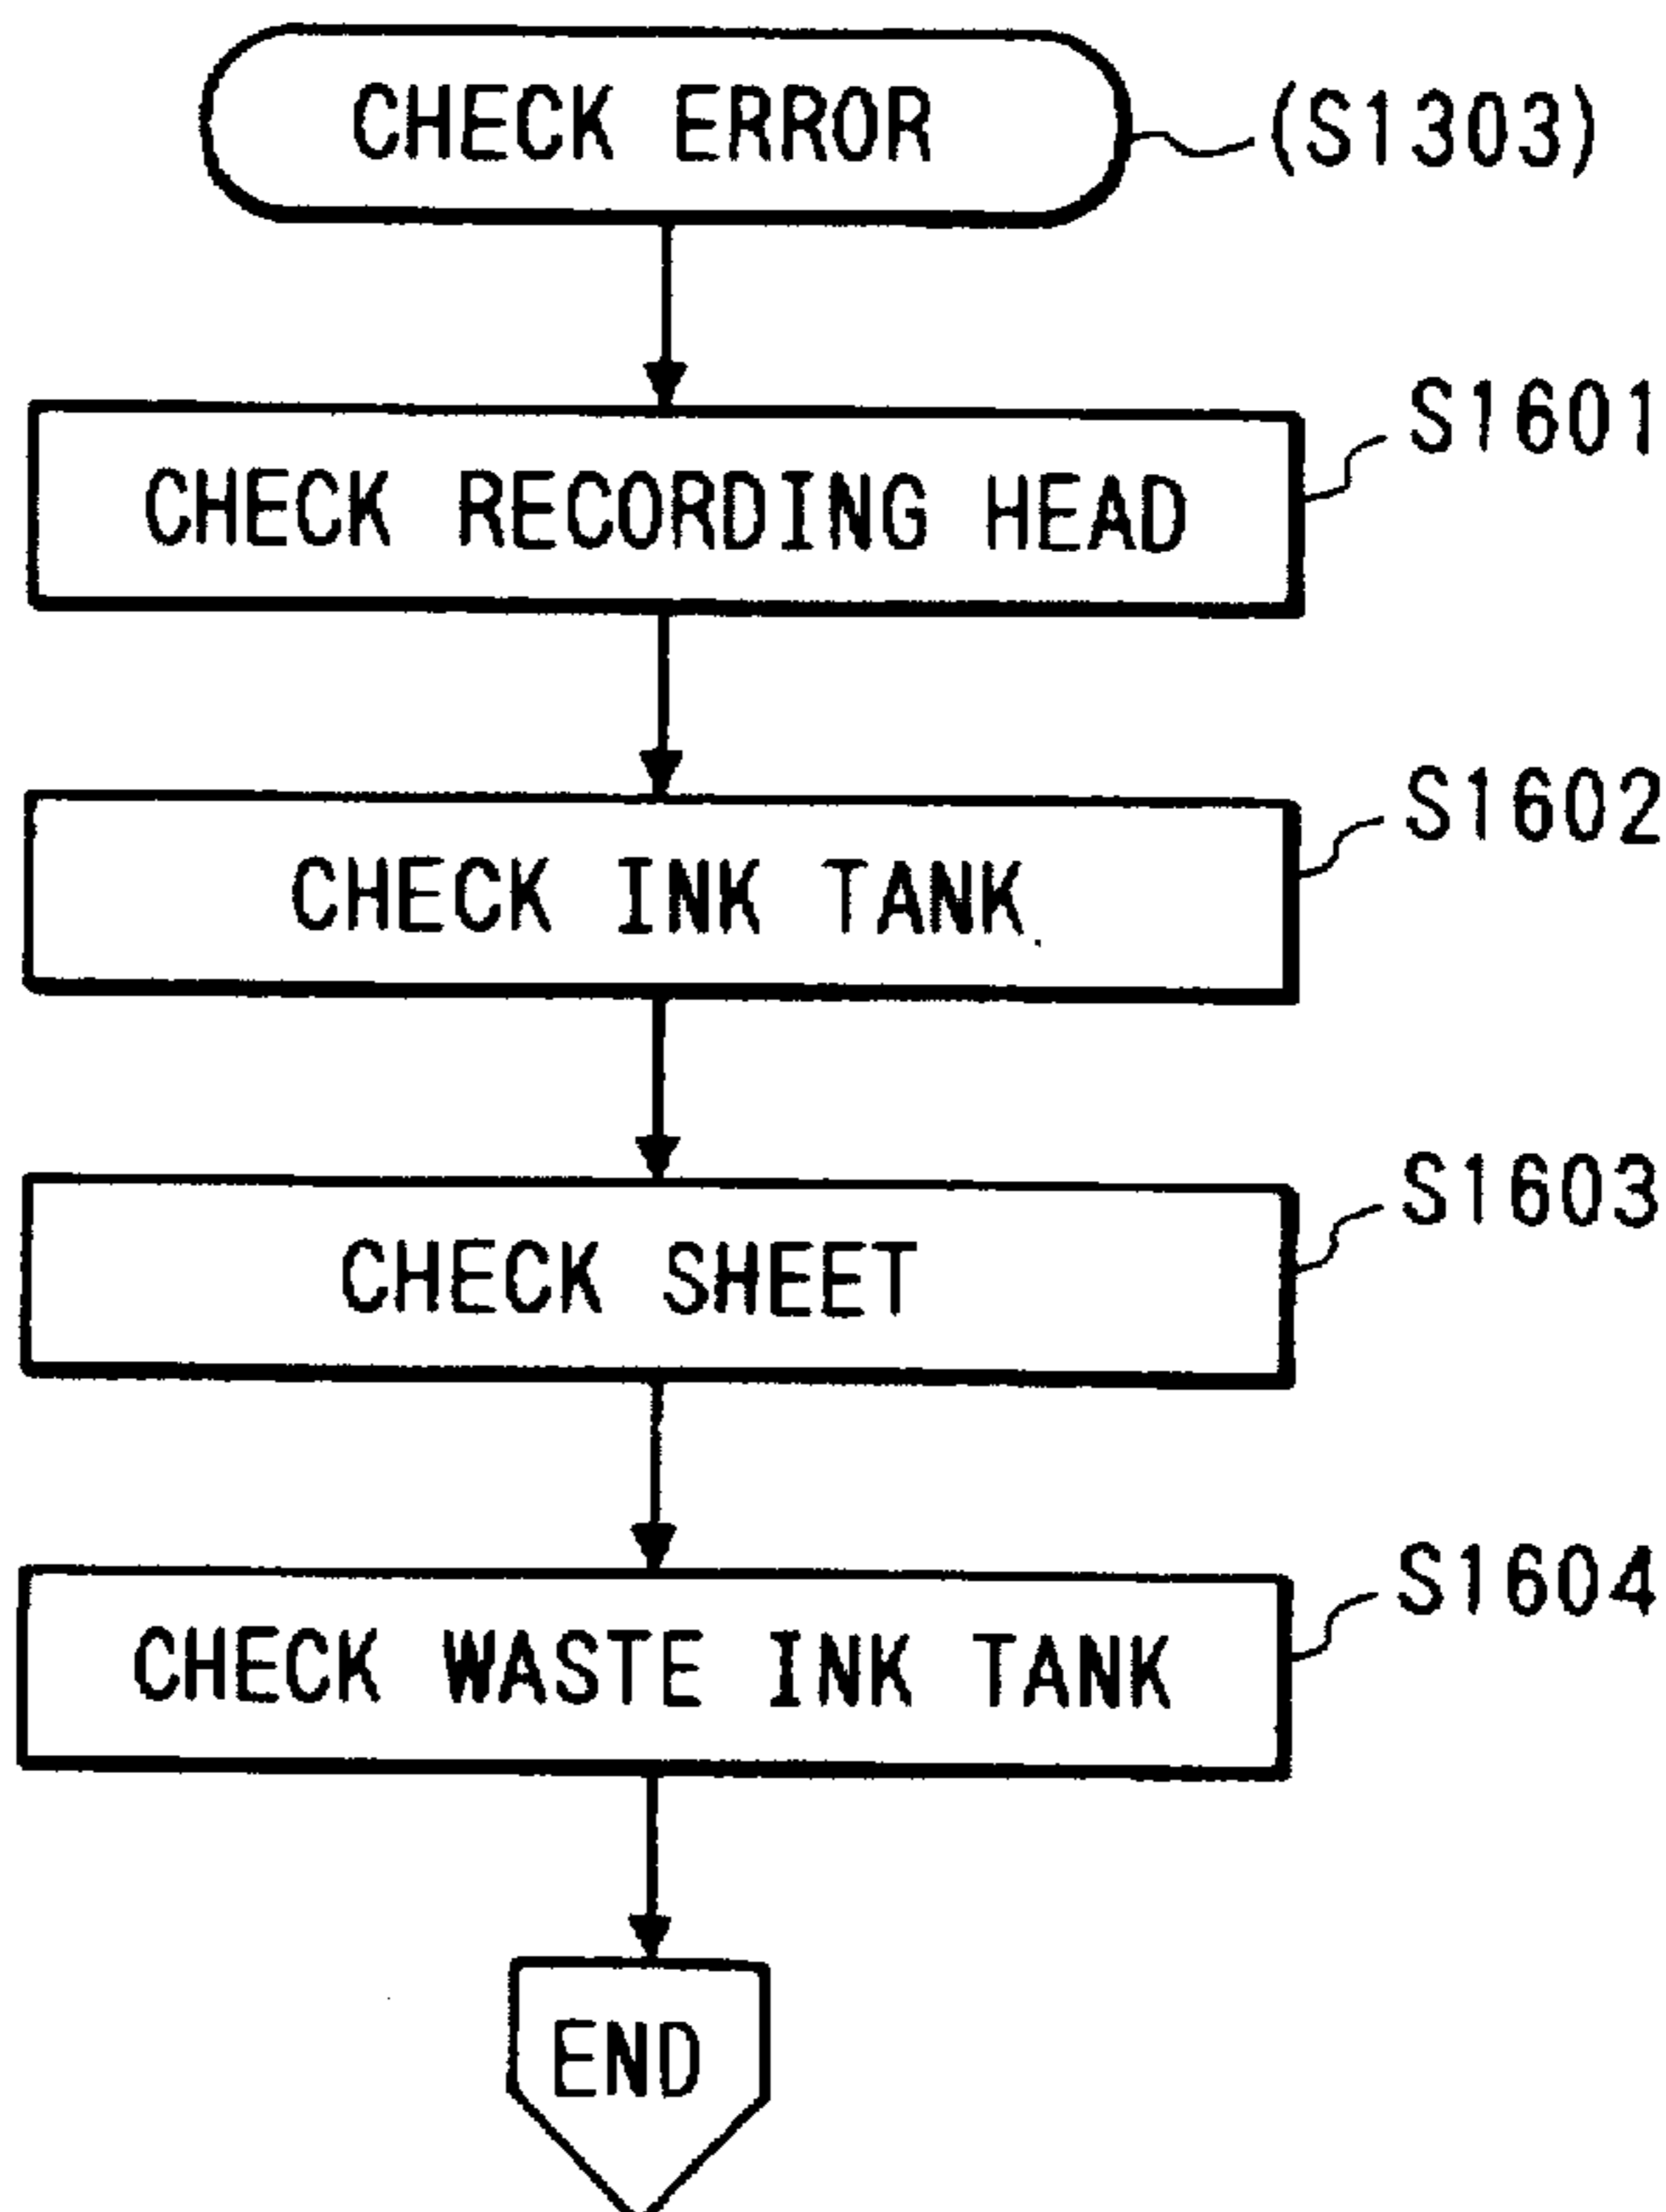 CHECK ERROR (S1303)
S1601
CHECK RECORDING HEAD
S1602
CHECK INK TANK
S1603
CHECK SHEET
S1604
CHECK WASTE INK TANK
END